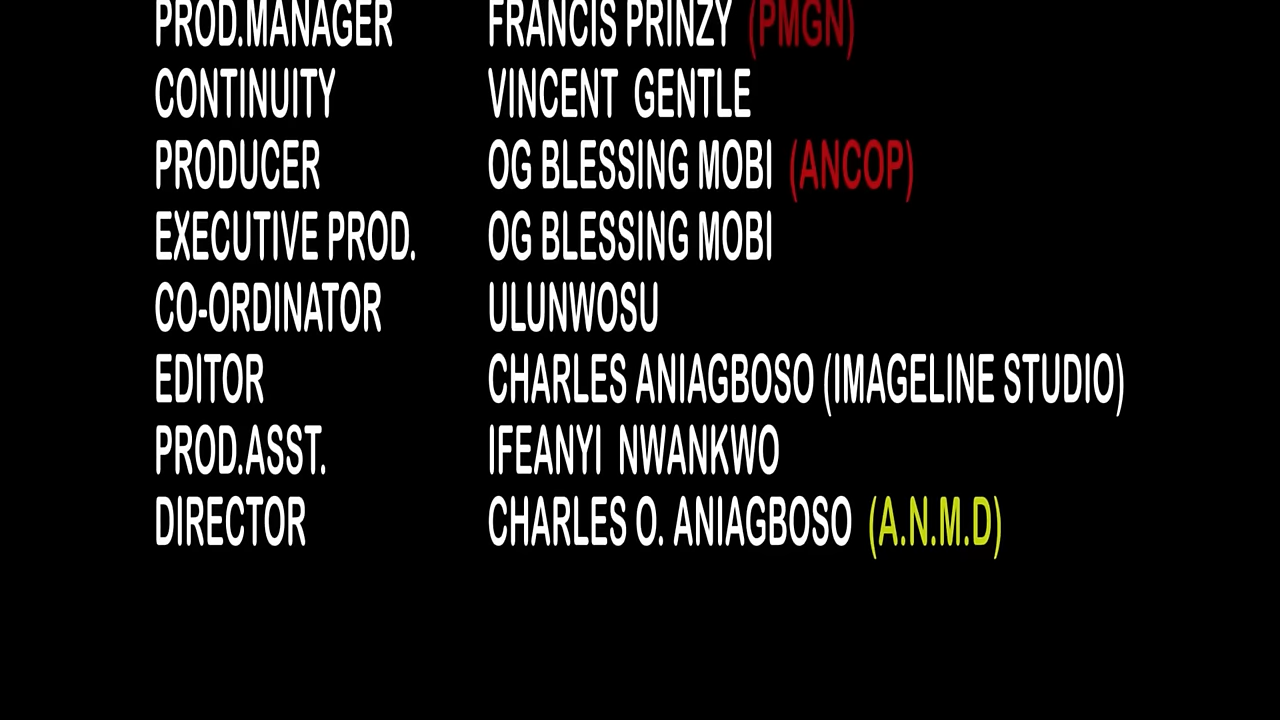 PROD.MANAGER FRANCIS PRINZY (PMGN)
CONTINUITY VINCENT GENTLE
PRODUCER OG BLESSING MOBI (ANCOP)
EXECUTIVE PROD. OG BLESSING MOBI
CO-ORDINATOR ULUNWOSU
EDITOR CHARLES ANIAGBOSO (IMAGELINE STUDIO)
PROD.ASST. IFEANYI NWANKWO
DIRECTOR CHARLES O. ANIAGBOSO (A.N.M.D)